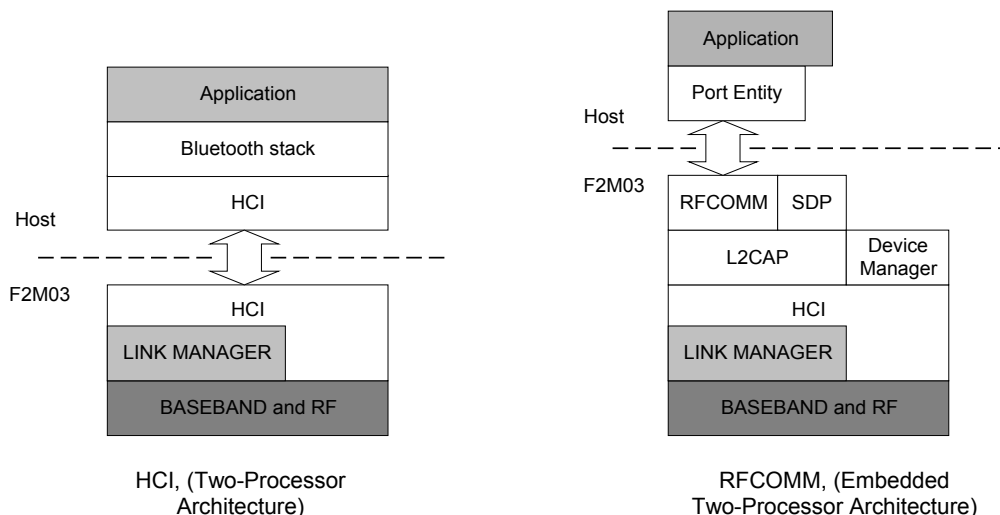 Application
Bluetooth stack
HCI
Host
F2M03
HCI
LINK MANAGER
BASEBAND and RF
HCI, (Two-Processor
Architecture)
Application
Port Entity
Host
F2M03
RFCOMM
SDP
L2CAP
Device
Manager
HCI
LINK MANAGER
BASEBAND and RF
RFCOMM, (Embedded
Two-Processor Architecture)